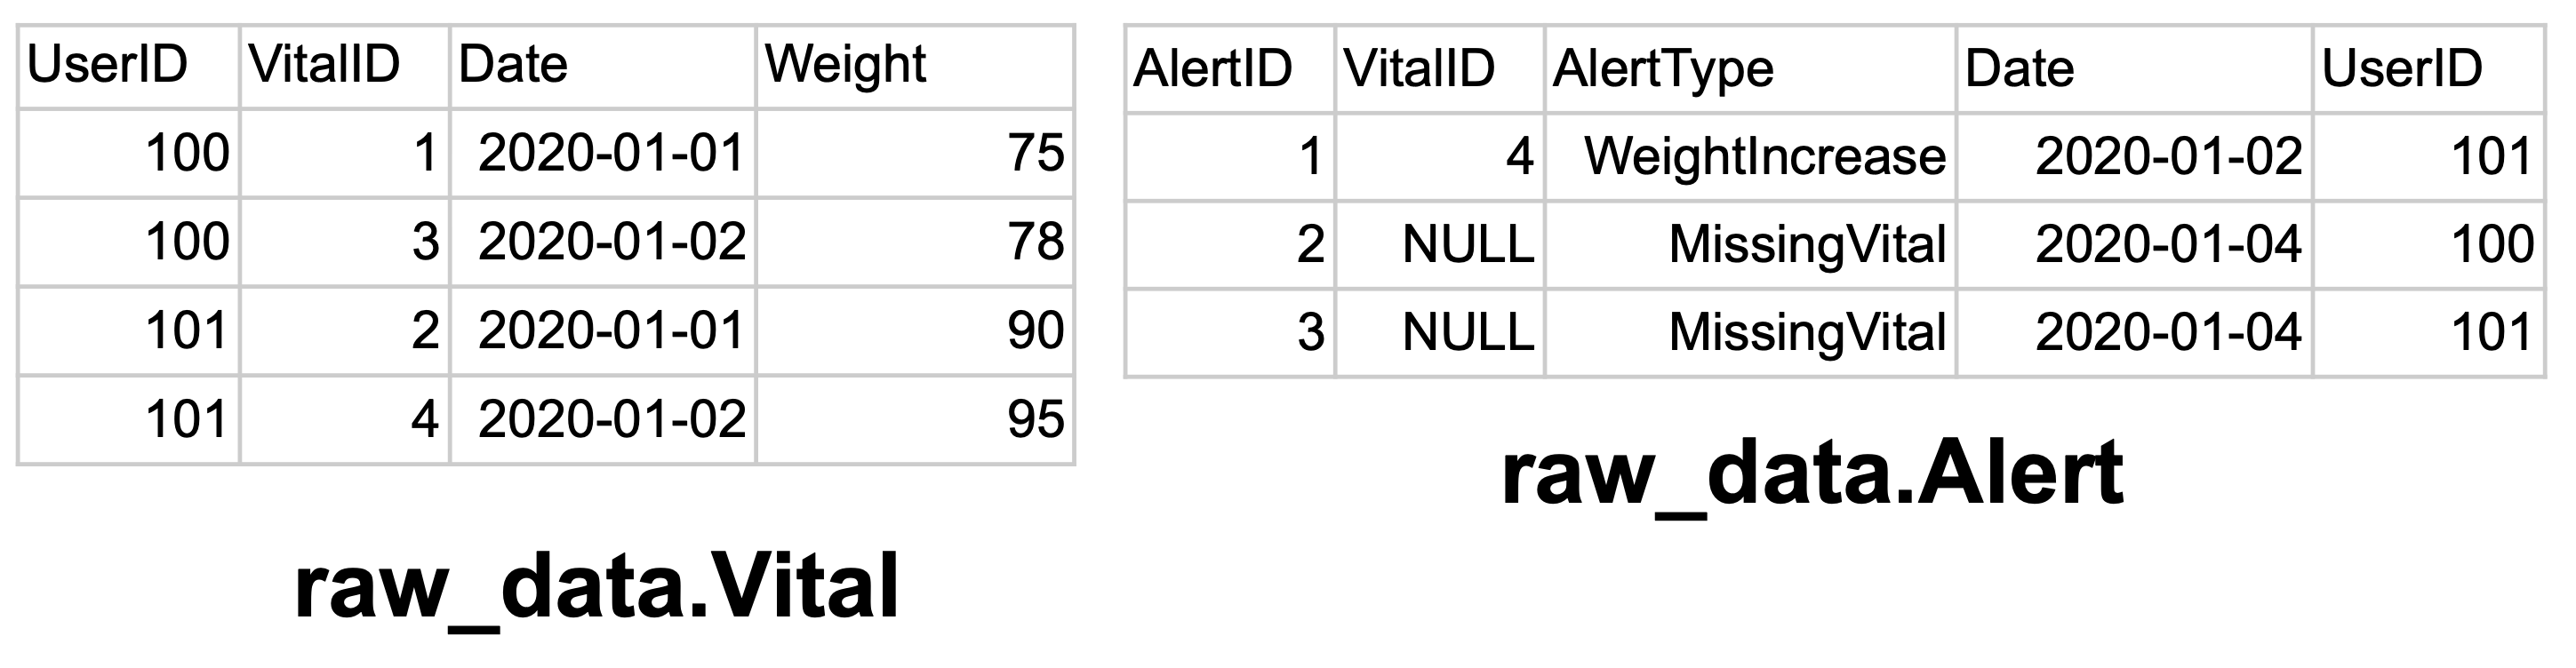 UserID VitalID Date Weight
100 1 2020-01-01 75
100 3 2020-01-02 78
101 2 2020-01-01 90
101 4 2020-01-02 95
raw_data.Vital
AlertID VitalID AlertType Date UserID
1 4 WeightIncrease 2020-01-02 101
2 NULL MissingVital 2020-01-04 100
3 NULL MissingVital 2020-01-04 101
raw_data.Alert